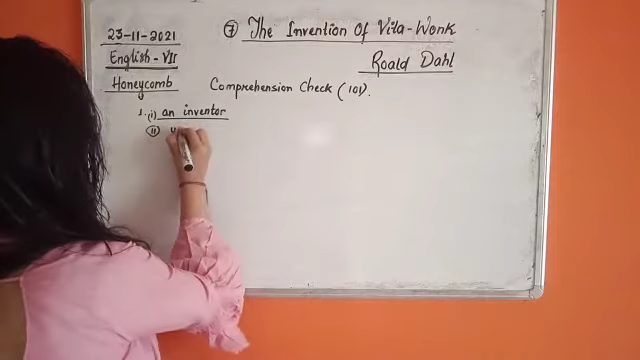 23-11-2021
English - VII
Honeycomb
⑦ The Invention Of Vita-Wonk
Roald Dahl
Comprehension Check (101).
1. (i) an inventor
(ii)